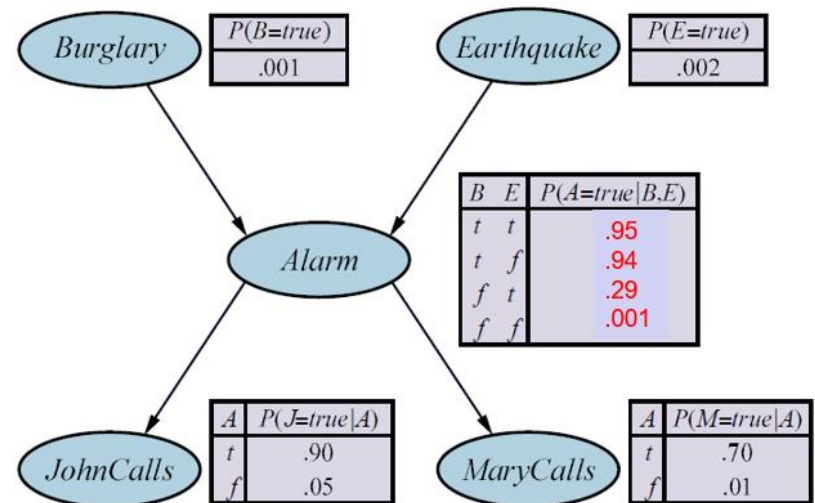 Burglary
P(B=true)
.001
Earthquake
P(E=true)
.002
B E P(A=true|B,E)
t t .95
t f .94
f t .29
f f .001
Alarm
JohnCalls
A P(J=true|A)
t .90
f .05
MaryCalls
A P(M=true|A)
t .70
f .01